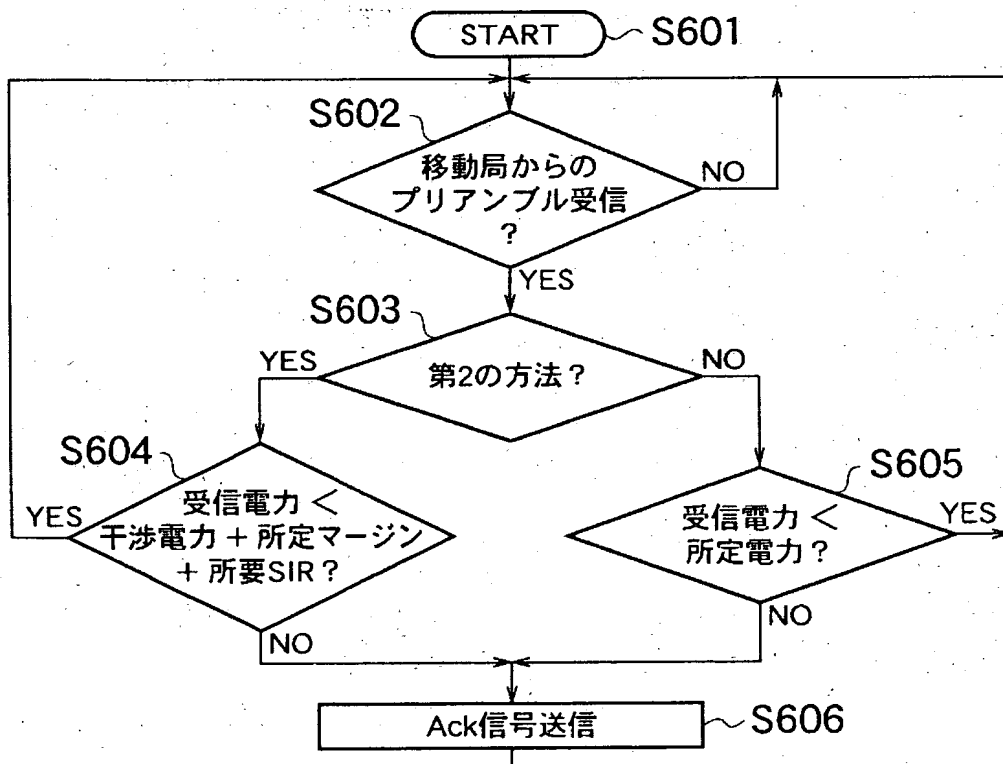 START
S601
S602
移動局からの
プリアンブル受信
?
NO
YES
S603
YES
第2の方法?
NO
S604
YES
受信電力 <
干渉電力 + 所定マージン
+ 所要SIR?
NO
S605
受信電力 <
所定電力?
YES
NO
Ack信号送信
S606